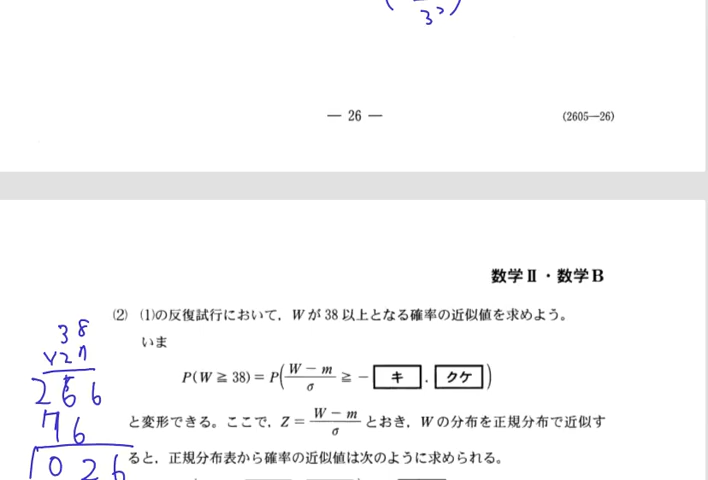 3³
— 26 —
(2605—26)
数学Ⅱ・数学B
(2) (1)の反復試行において，Wが38以上となる確率の近似値を求めよう。
いま
P(W ≧ 38) = P((W − m)/σ ≧ − キ . クケ)
と変形できる。ここで，Z = (W − m)/σ とおき，Wの分布を正規分布で近似す
ると，正規分布表から確率の近似値は次のように求められる。
38
×27
266
76
1026